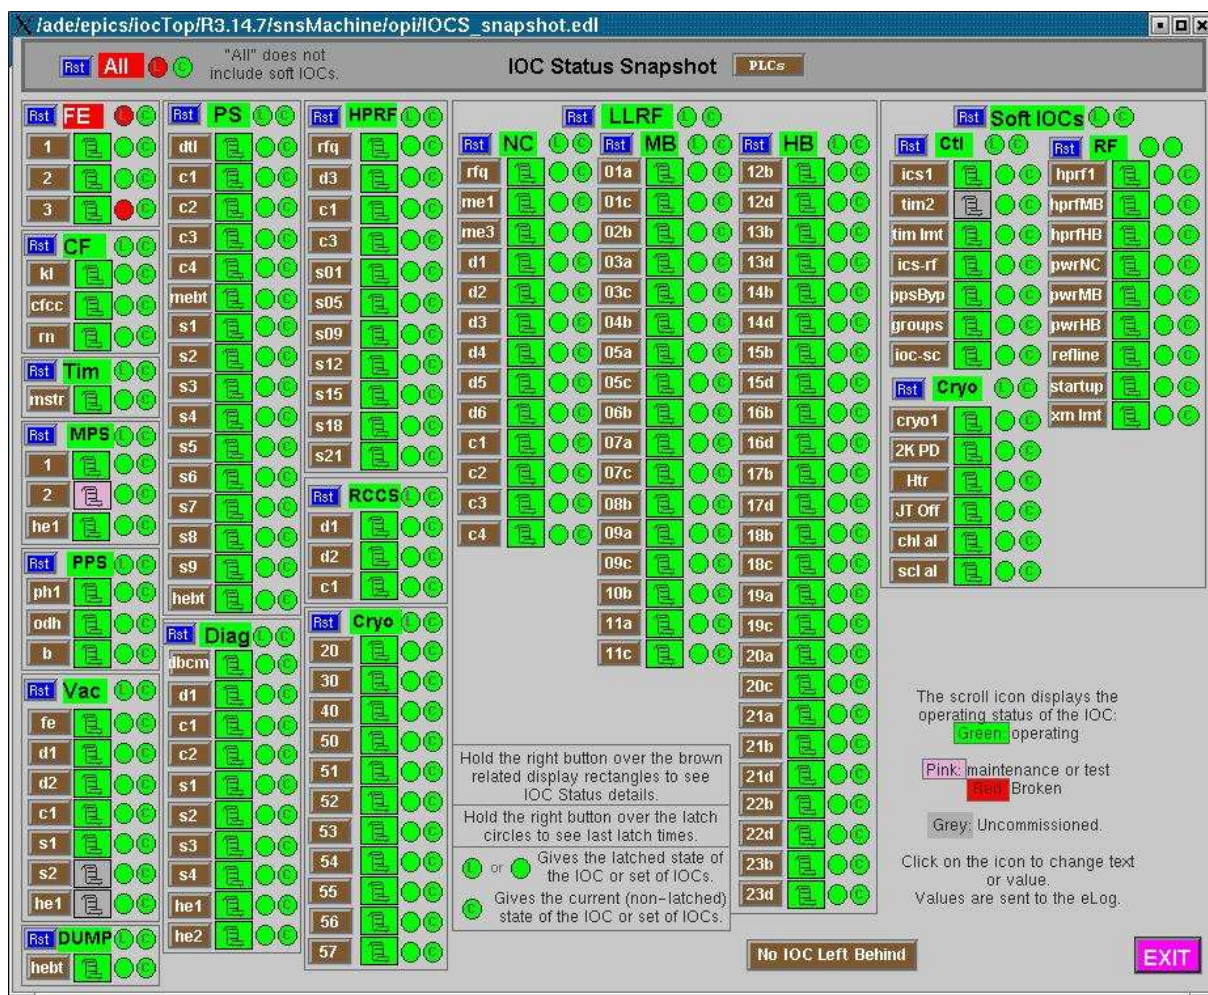 /ade/epics/iocTop/R3.14.7/snsMachine/opi/IOCS_snapshot.edl
Rst All L C
"All" does not
include soft IOCs.
IOC Status Snapshot PLCs
Rst FE L C
1 C
2 C
3 C
Rst CF L C
kl C
cfcc C
rn C
Rst Tim L C
mstr C
Rst MPS L C
1 C
2 C
he1 C
Rst PPS L C
ph1 C
odh C
b C
Rst Vac L C
fe C
d1 C
d2 C
c1 C
s1 C
s2 C
he1 C
Rst DUMP L C
hebt C
Rst PS L C
dtl C
c1 C
c2 C
c3 C
c4 C
mebt C
s1 C
s2 C
s3 C
s4 C
s5 C
s6 C
s7 C
s8 C
s9 C
hebt C
Rst Diag L C
dbcm C
d1 C
c1 C
c2 C
s1 C
s2 C
s3 C
s4 C
he1 C
he2 C
Rst HPRF L C
rfq C
d3 C
c1 C
c3 C
s01 C
s05 C
s09 C
s12 C
s15 C
s18 C
s21 C
Rst RCCS L C
d1 C
d2 C
c1 C
Rst Cryo L C
20 C
30 C
40 C
50 C
51 C
52 C
53 C
54 C
55 C
56 C
57 C
Rst LLRF L C
Rst NC L C
rfq C
me1 C
me3 C
d1 C
d2 C
d3 C
d4 C
d5 C
d6 C
c1 C
c2 C
c3 C
c4 C
Rst MB L C
01a C
01c C
02b C
03a C
03c C
04b C
05a C
05c C
06b C
07a C
07c C
08b C
09a C
09c C
10b C
11a C
11c C
Rst HB L C
12b C
12d C
13b C
13d C
14b C
14d C
15b C
15d C
16b C
16d C
17b C
17d C
18b C
18c C
19a C
19c C
20a C
20c C
21a C
21b C
21d C
22b C
22d C
23b C
23d C
Hold the right button over the brown
related display rectangles to see
IOC Status details.
Hold the right button over the latch
circles to see last latch times.
L or Gives the latched state of
the IOC or set of IOCs.
C Gives the current (non-latched)
state of the IOC or set of IOCs.
Rst Soft IOCs L C
Rst Ctl L C
ics1 C
tim2 C
tim lmt C
ics-rf C
ppsByp C
groups C
ioc-sc C
Rst Cryo L C
cryo1 C
2K PD C
Htr C
JT Off C
chl al C
scl al C
Rst RF
hprf1 C
hprfMB C
hprfHB C
pwrNC C
pwrMB C
pwrHB C
refline C
startup C
xm lmt C
The scroll icon displays the
operating status of the IOC:
Green: operating
Pink: maintenance or test
Red: Broken
Grey: Uncommissioned.
Click on the icon to change text
or value.
Values are sent to the eLog.
No IOC Left Behind
EXIT